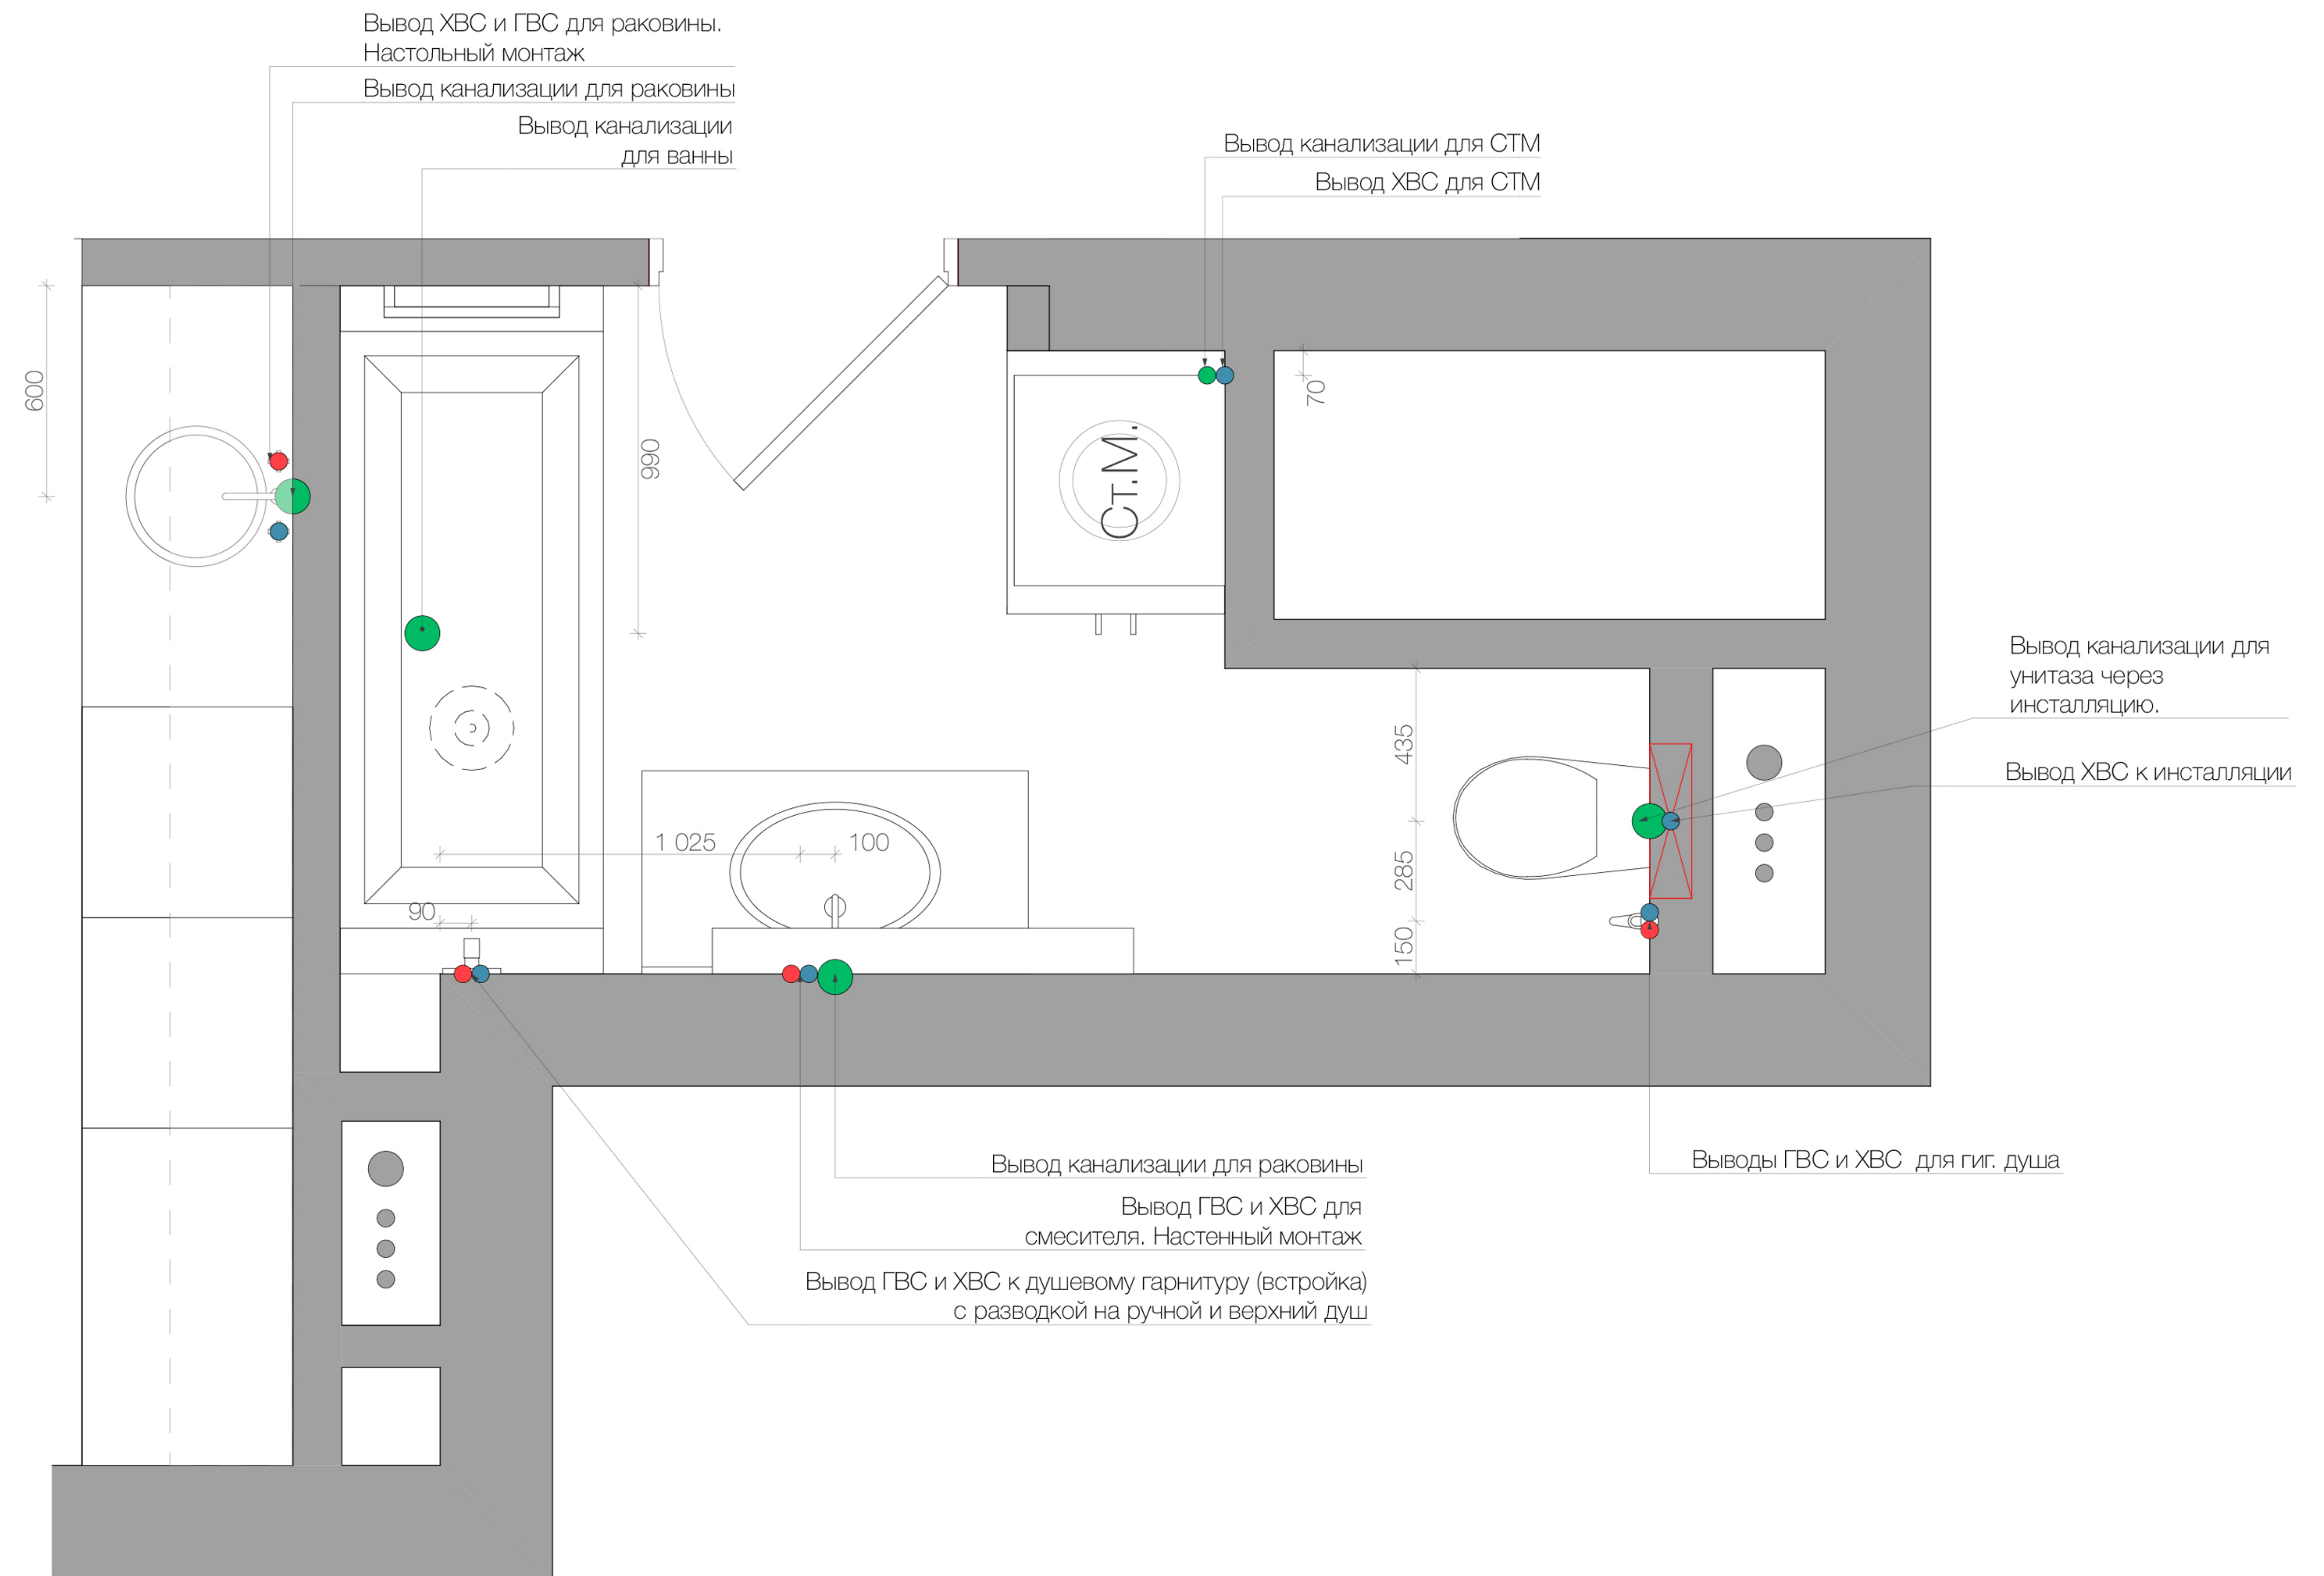 Вывод ХВС и ГВС для раковины.
Настольный монтаж
Вывод канализации для раковины
Вывод канализации
для ванны
Вывод канализации для СТМ
Вывод ХВС для СТМ
600
990
70
Ст.М.
Вывод канализации для
унитаза через
инсталляцию.
Вывод ХВС к инсталляции
435
285
150
1 025
100
90
Вывод канализации для раковины
Выводы ГВС и ХВС для гиг. душа
Вывод ГВС и ХВС для
смесителя. Настенный монтаж
Вывод ГВС и ХВС к душевому гарнитуру (встройка)
с разводкой на ручной и верхний душ